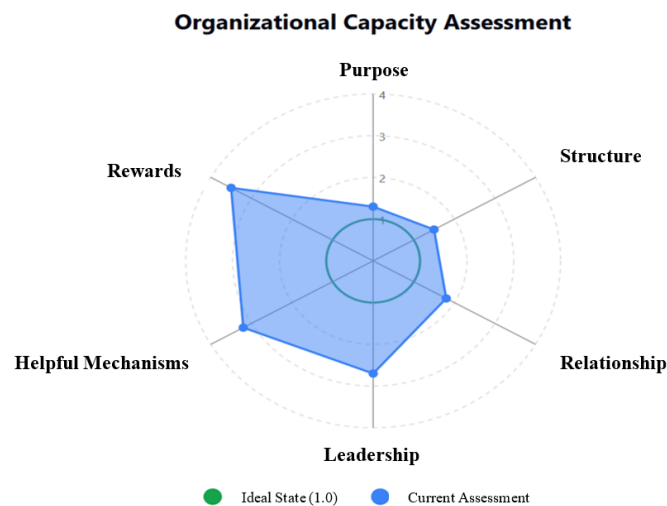 Organizational Capacity Assessment
Purpose
4
3
2
1
Structure
Rewards
Helpful Mechanisms
Relationship
Leadership
Ideal State (1.0)
Current Assessment